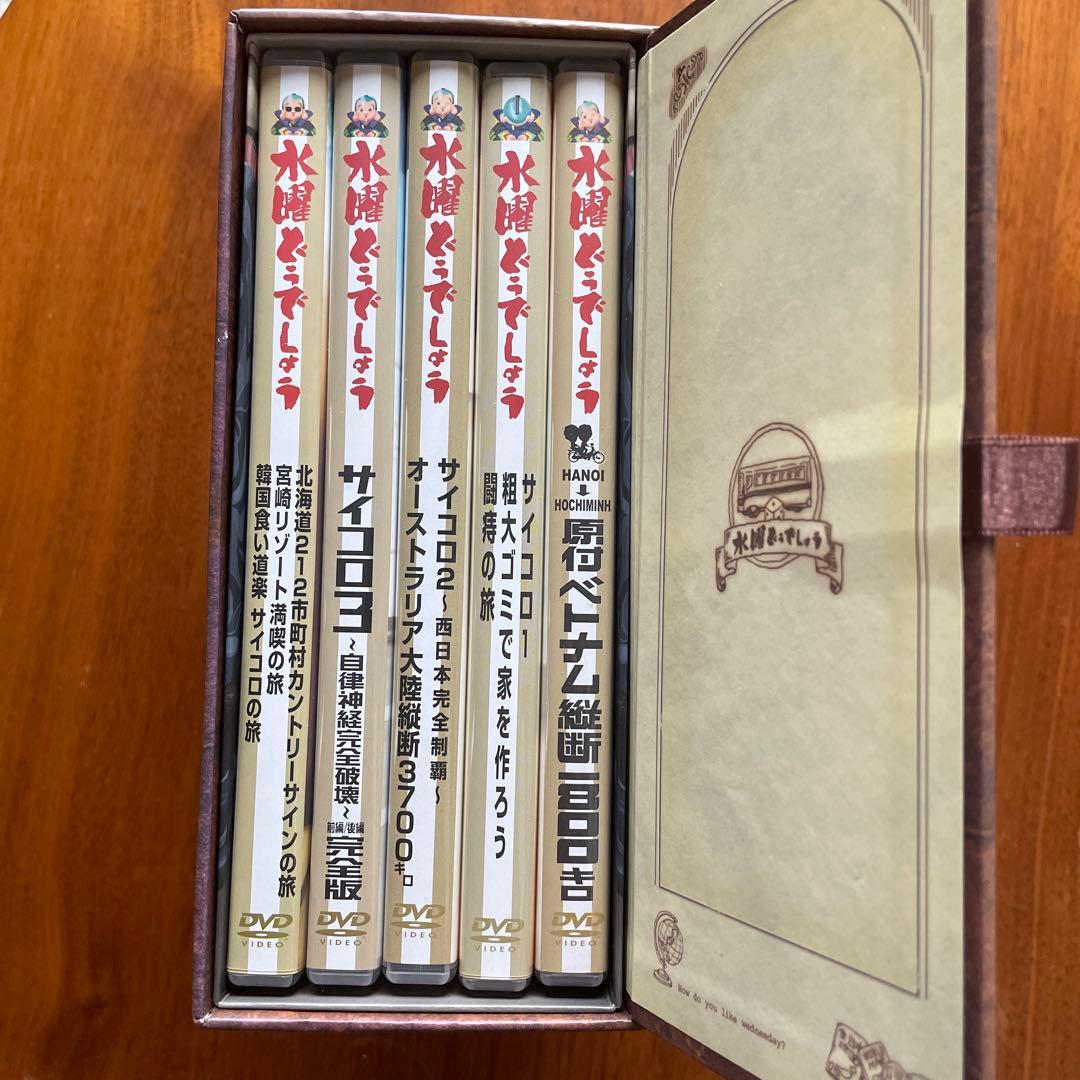 水曜どうでしょう
北海道212市町村カントリーサインの旅
宮崎リゾート満喫の旅
韓国食い道楽 サイコロの旅
DVD
VIDEO
水曜どうでしょう
サイコロ3
～自律神経完全破壊～
前編/後編
完全版
DVD
VIDEO
水曜どうでしょう
サイコロ2～西日本完全制覇～
オーストラリア大陸縦断3700キロ
DVD
VIDEO
水曜どうでしょう
サイコロ1
粗大ゴミで家を作ろう
闘痔の旅
DVD
VIDEO
水曜どうでしょう
HANOI
HOCHIMINH
原付ベトナム縦断1800キロ
DVD
VIDEO
水曜どうでしょう
How do you like wednesday?